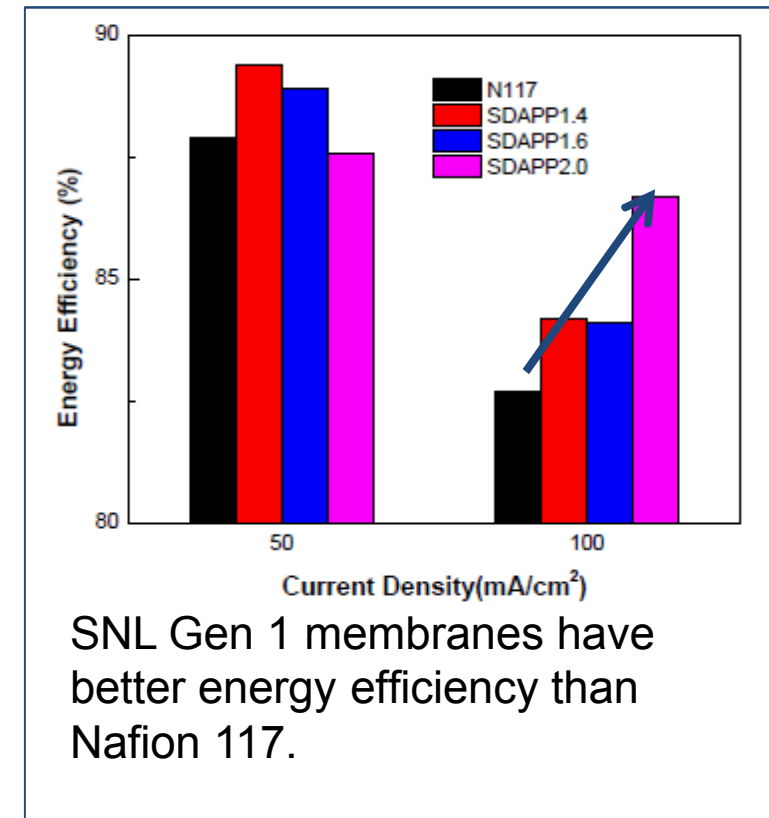 90
85
80
Energy Efficiency (%)
N117
SDAPP1.4
SDAPP1.6
SDAPP2.0
50
100
Current Density(mA/cm²)
SNL Gen 1 membranes have
better energy efficiency than
Nafion 117.